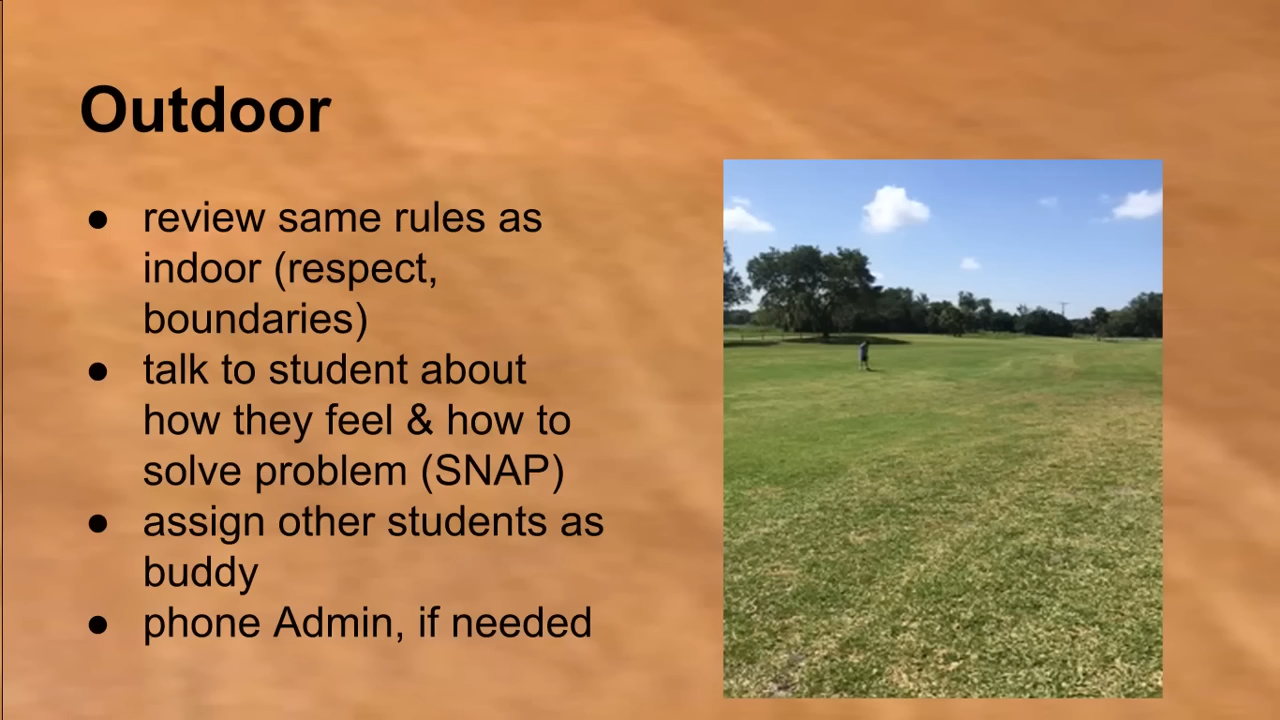 Outdoor
● review same rules as
indoor (respect,
boundaries)
● talk to student about
how they feel & how to
solve problem (SNAP)
● assign other students as
buddy
● phone Admin, if needed